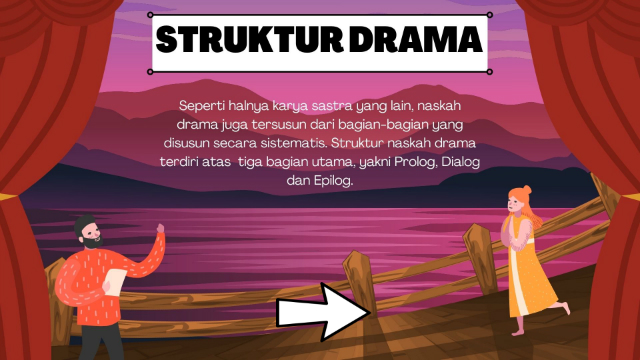 STRUKTUR DRAMA
Seperti halnya karya sastra yang lain, naskah
drama juga tersusun dari bagian-bagian yang
disusun secara sistematis. Struktur naskah drama
terdiri atas tiga bagian utama, yakni Prolog, Dialog
dan Epilog.